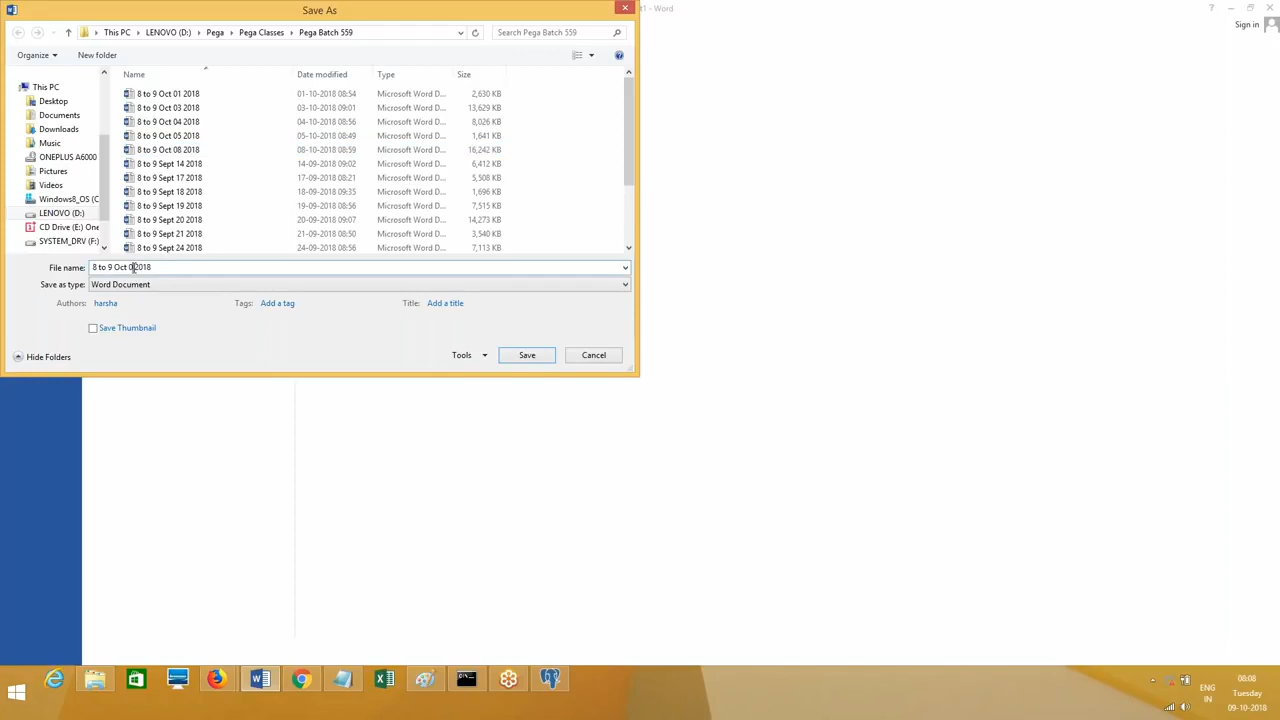 Save As
1 - Word
Sign in
This PC
LENOVO (D:)
Pega
Pega Classes
Pega Batch 559
Search Pega Batch 559
Organize
New folder
Name
Date modified
Type
Size
This PC
Desktop
Documents
Downloads
Music
ONEPLUS A6000
Pictures
Videos
Windows8_OS (C
LENOVO (D:)
CD Drive (E:) One
SYSTEM_DRV (F:)
8 to 9 Oct 01 2018 01-10-2018 08:54 Microsoft Word D... 2,630 KB
8 to 9 Oct 03 2018 03-10-2018 09:01 Microsoft Word D... 13,629 KB
8 to 9 Oct 04 2018 04-10-2018 08:56 Microsoft Word D... 8,026 KB
8 to 9 Oct 05 2018 05-10-2018 08:49 Microsoft Word D... 1,641 KB
8 to 9 Oct 08 2018 08-10-2018 08:59 Microsoft Word D... 16,242 KB
8 to 9 Sept 14 2018 14-09-2018 09:02 Microsoft Word D... 6,412 KB
8 to 9 Sept 17 2018 17-09-2018 08:21 Microsoft Word D... 5,508 KB
8 to 9 Sept 18 2018 18-09-2018 09:35 Microsoft Word D... 1,696 KB
8 to 9 Sept 19 2018 19-09-2018 08:56 Microsoft Word D... 7,515 KB
8 to 9 Sept 20 2018 20-09-2018 09:07 Microsoft Word D... 14,273 KB
8 to 9 Sept 21 2018 21-09-2018 08:50 Microsoft Word D... 3,540 KB
8 to 9 Sept 24 2018 24-09-2018 08:56 Microsoft Word D... 7,113 KB
File name: 8 to 9 Oct 0 2018
Save as type: Word Document
Authors: harsha
Tags: Add a tag
Title: Add a title
Save Thumbnail
Hide Folders
Tools
Save
Cancel
ENG
IN
08:08
Tuesday
09-10-2018